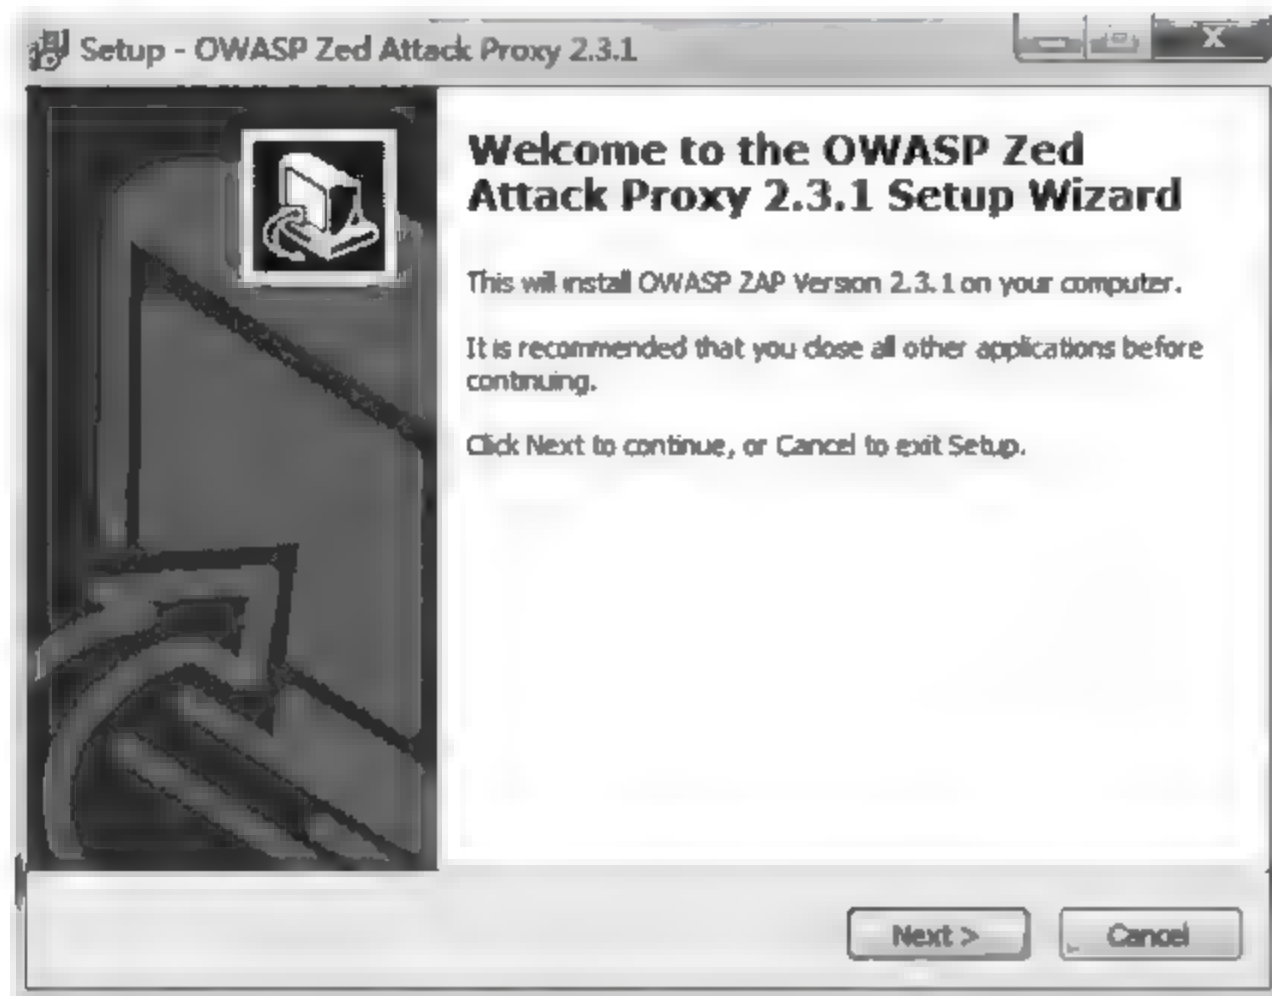 Setup - OWASP Zed Attack Proxy 2.3.1
Welcome to the OWASP Zed
Attack Proxy 2.3.1 Setup Wizard
This will install OWASP ZAP Version 2.3.1 on your computer.
It is recommended that you close all other applications before
continuing.
Click Next to continue, or Cancel to exit Setup.
Next >
Cancel